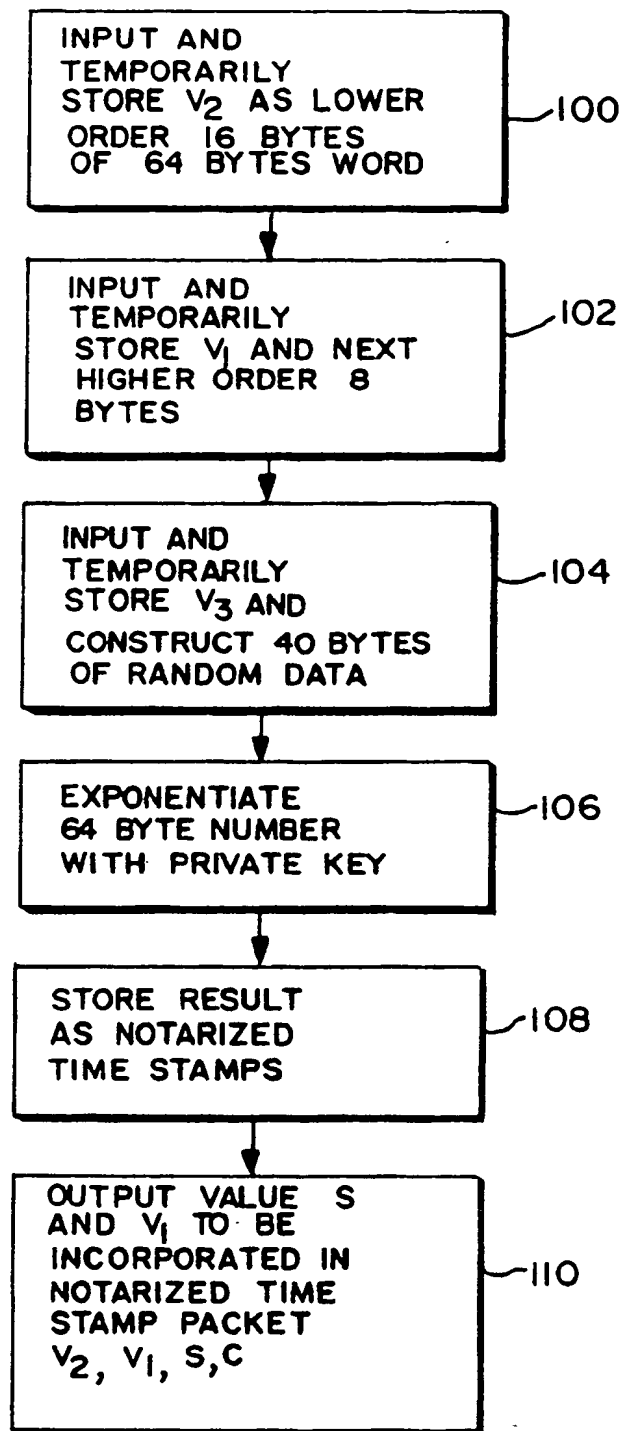 INPUT AND
TEMPORARILY
STORE V2 AS LOWER
ORDER 16 BYTES
OF 64 BYTES WORD
100
INPUT AND
TEMPORARILY
STORE V1 AND NEXT
HIGHER ORDER 8
BYTES
102
INPUT AND
TEMPORARILY
STORE V3 AND
CONSTRUCT 40 BYTES
OF RANDOM DATA
104
EXPONENTIATE
64 BYTE NUMBER
WITH PRIVATE KEY
106
STORE RESULT
AS NOTARIZED
TIME STAMPS
108
OUTPUT VALUE S
AND V1 TO BE
INCORPORATED IN
NOTARIZED TIME
STAMP PACKET
V2, V1, S, C
110